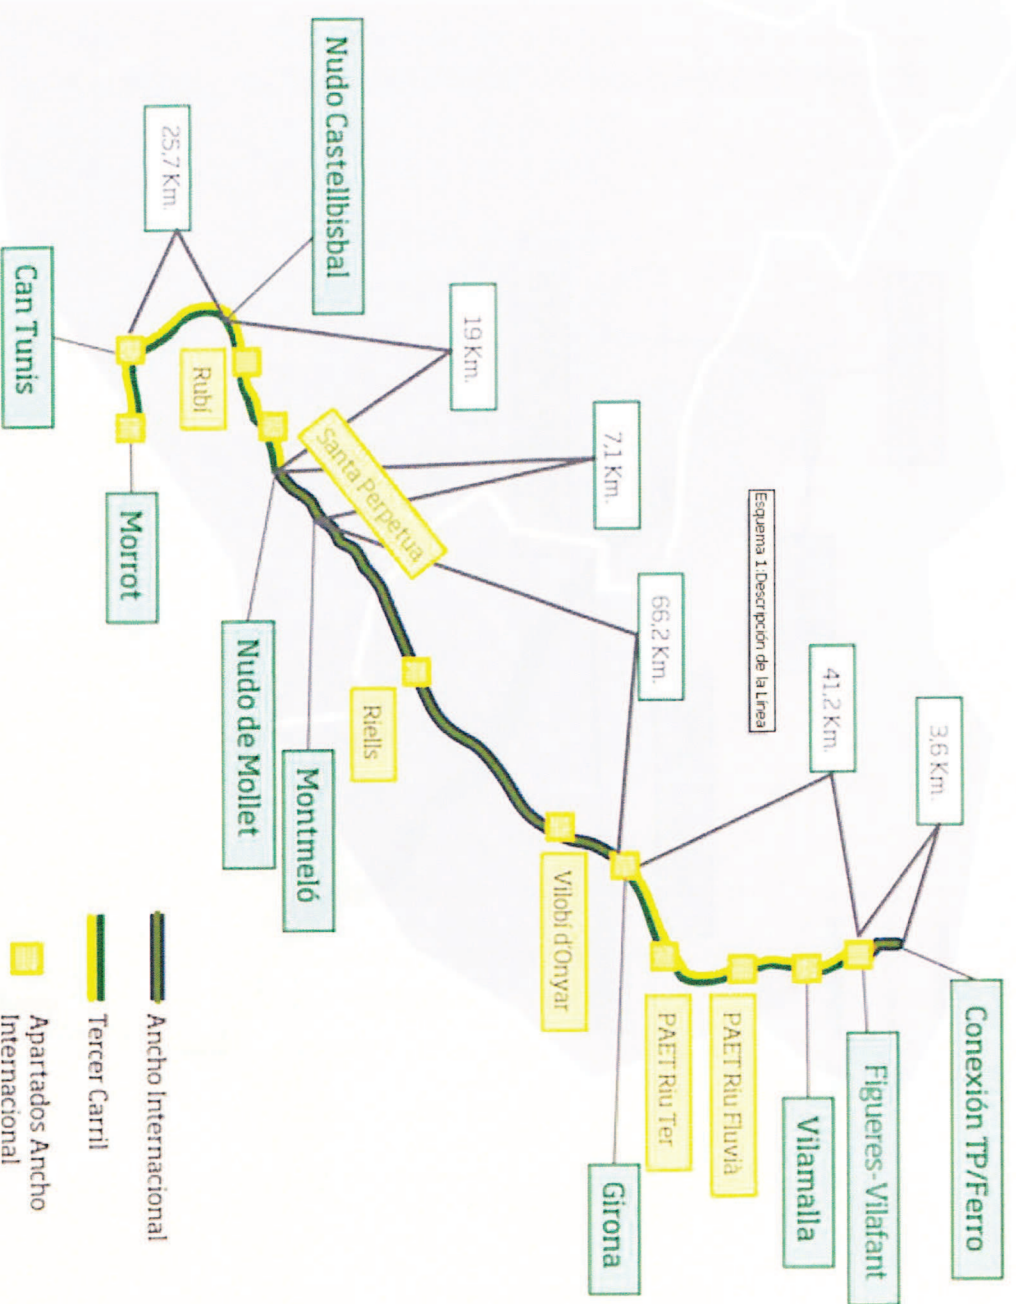 Esquema 1:Descripción de la Línea
3,6 Km.
41,2 Km.
66,2 Km.
7,1 Km.
19 Km.
25,7 Km.
Conexión TP/Ferro
Figueres-Vilafant
Vilamalla
PAET Riu Fluvià
PAET Riu Ter
Girona
Vilobí d'Onyar
Riells
Montmeló
Nudo de Mollet
Santa Perpetua
Rubí
Nudo Castellbisbal
Can Tunis
Morrot
Ancho Internacional
Tercer Carril
Apartados Ancho
Internacional